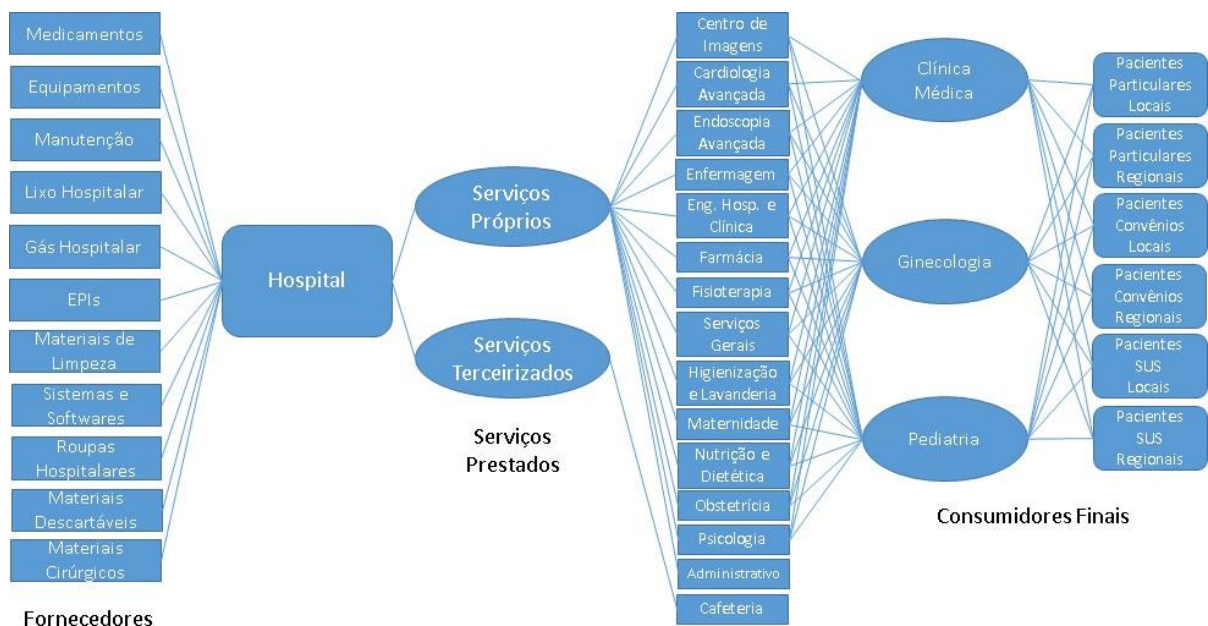 Medicamentos
Equipamentos
Manutenção
Lixo Hospitalar
Gás Hospitalar
EPIs
Materiais de
Limpeza
Sistemas e
Softwares
Roupas
Hospitalares
Materiais
Descartáveis
Materiais
Cirúrgicos
Fornecedores
Hospital
Serviços
Próprios
Serviços
Terceirizados
Serviços
Prestados
Centro de
Imagens
Cardiologia
Avançada
Endoscopia
Avançada
Enfermagem
Eng. Hosp. e
Clínica
Farmácia
Fisioterapia
Serviços
Gerais
Higienização
e Lavanderia
Maternidade
Nutrição e
Dietética
Obstetrícia
Psicologia
Administrativo
Cafeteria
Clínica
Médica
Ginecologia
Pediatria
Pacientes
Particulares
Locais
Pacientes
Particulares
Regionais
Pacientes
Convênios
Locais
Pacientes
Convênios
Regionais
Pacientes
SUS
Locais
Pacientes
SUS
Regionais
Consumidores Finais